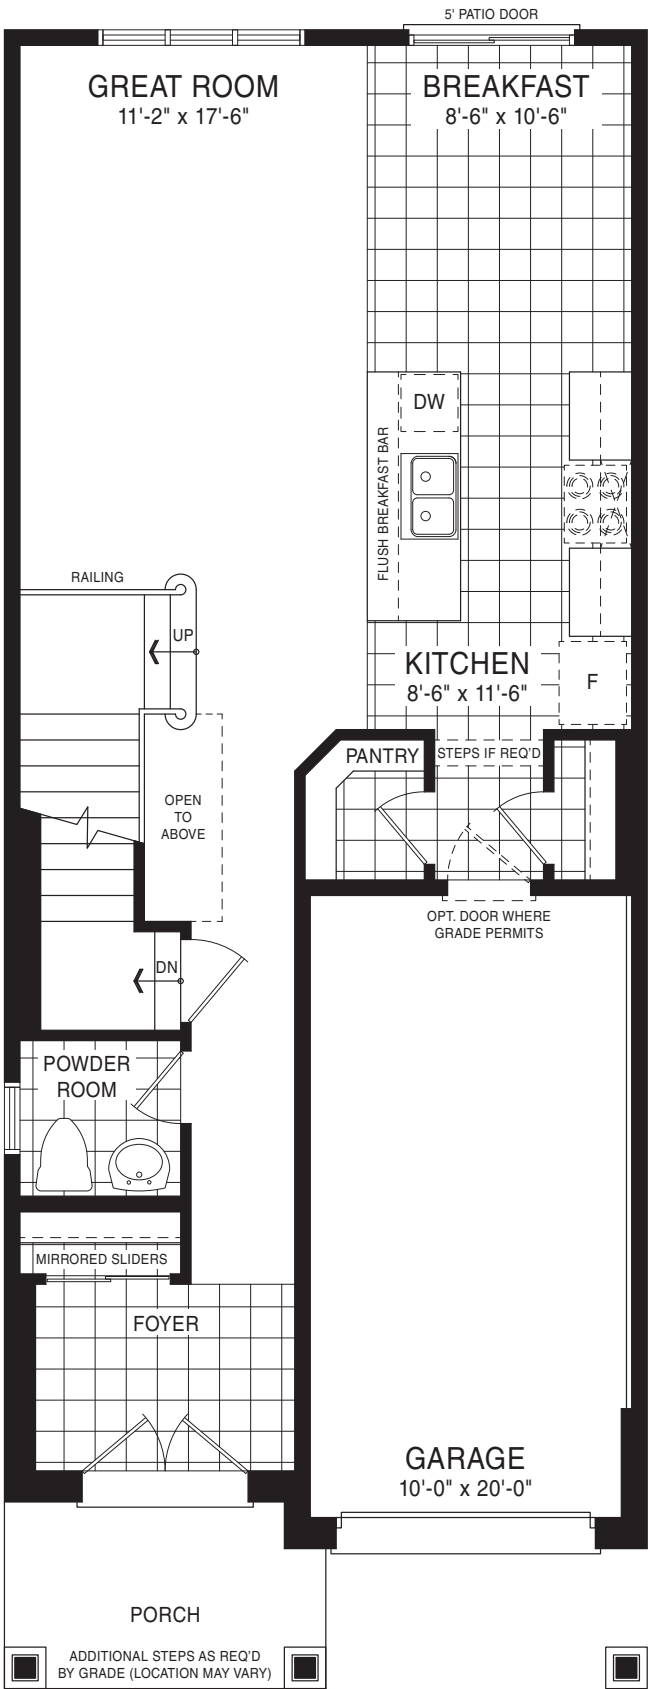 5' PATIO DOOR
GREAT ROOM
11'-2" x 17'-6"
BREAKFAST
8'-6" x 10'-6"
DW
FLUSH BREAKFAST BAR
RAILING
UP
KITCHEN
8'-6" x 11'-6"
F
PANTRY
STEPS IF REQ'D
OPEN
TO
ABOVE
OPT. DOOR WHERE
GRADE PERMITS
DN
POWDER
ROOM
MIRRORED SLIDERS
FOYER
GARAGE
10'-0" x 20'-0"
PORCH
ADDITIONAL STEPS AS REQ'D
BY GRADE (LOCATION MAY VARY)